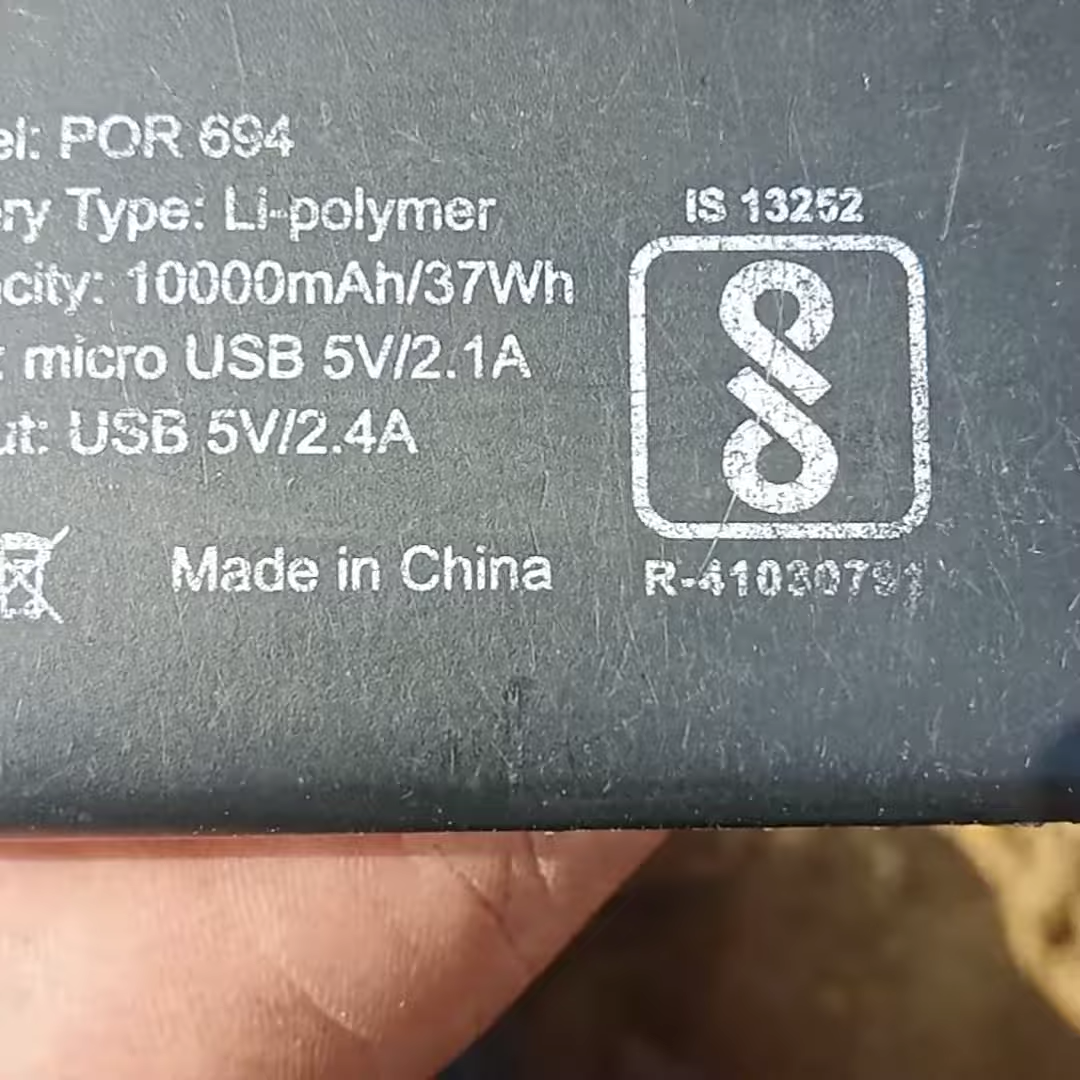 el: POR 694
ry Type: Li-polymer
city: 10000mAh/37Wh
: micro USB 5V/2.1A
ut: USB 5V/2.4A
Made in China
IS 13252
R-41030791